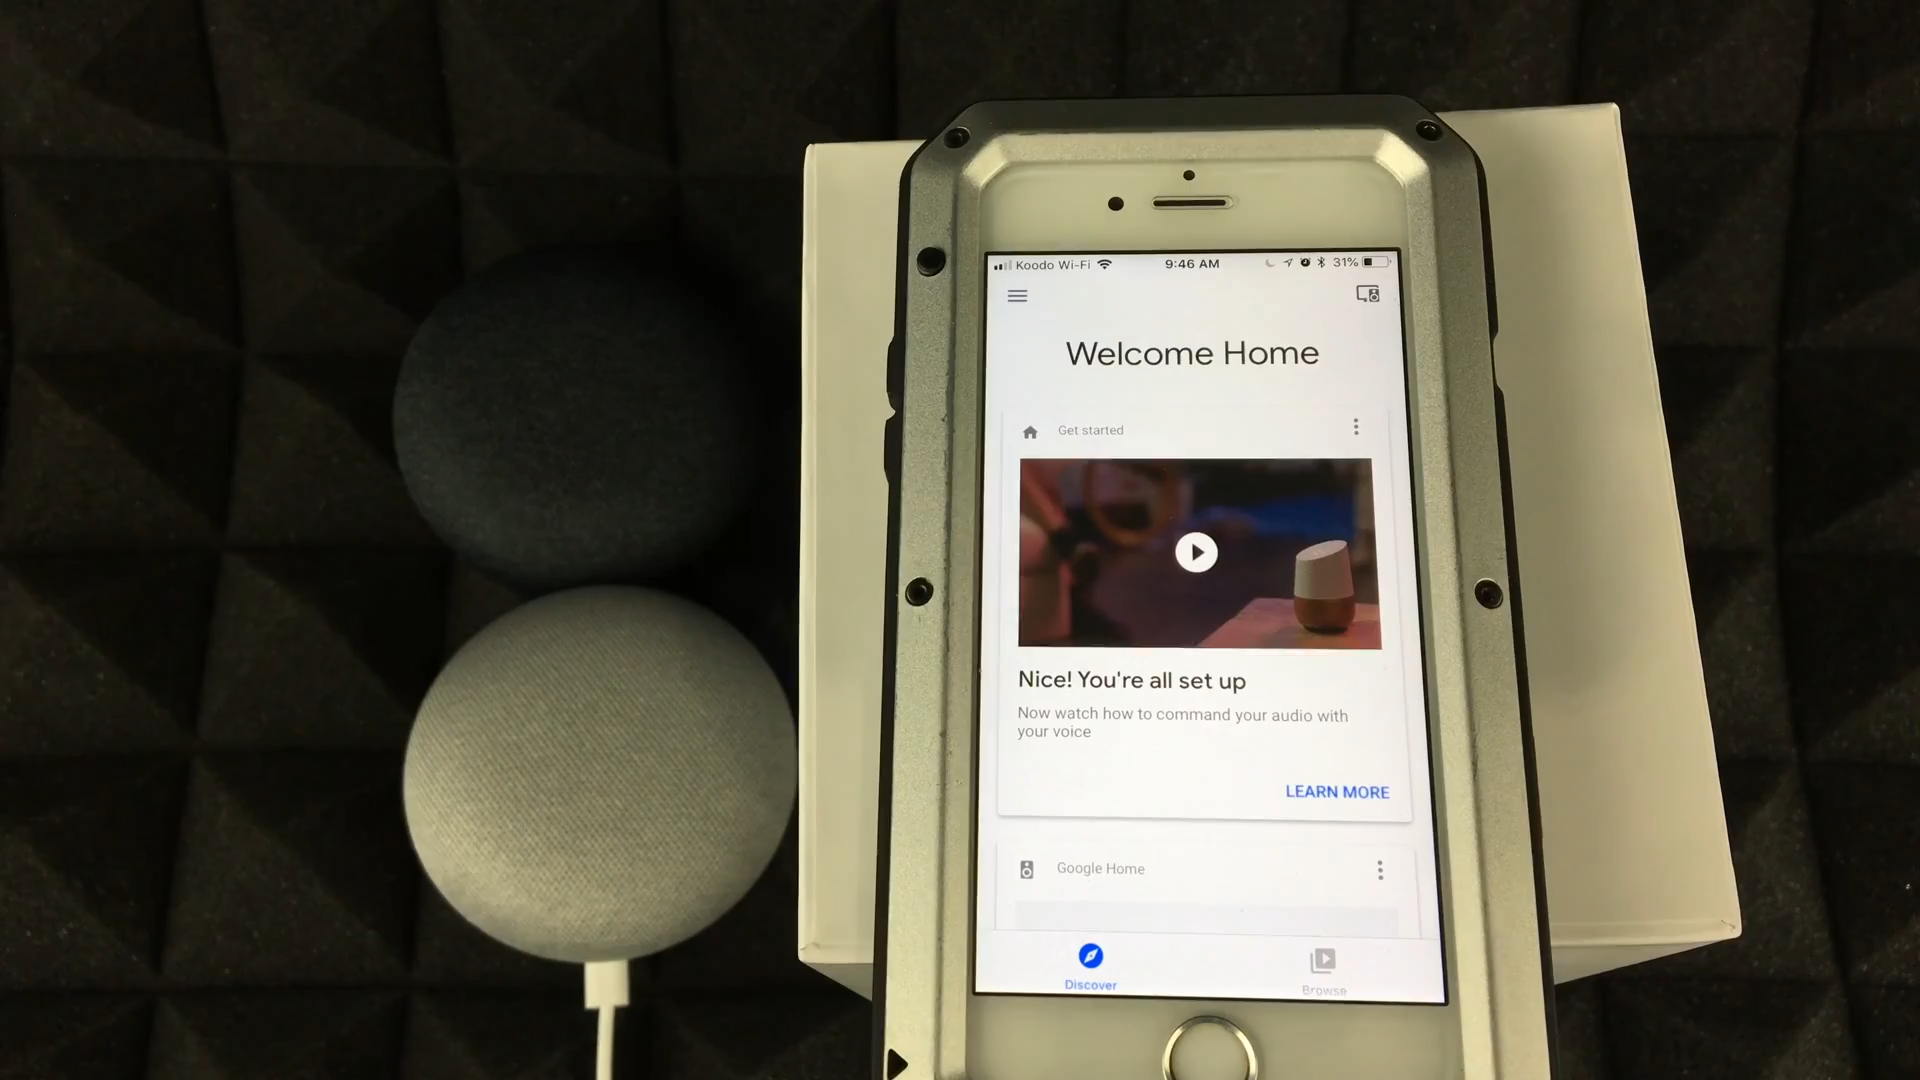 Koodo Wi-Fi 9:46 AM 31%
Welcome Home
Get started
Nice! You're all set up
Now watch how to command your audio with
your voice
LEARN MORE
Google Home
Discover Browse